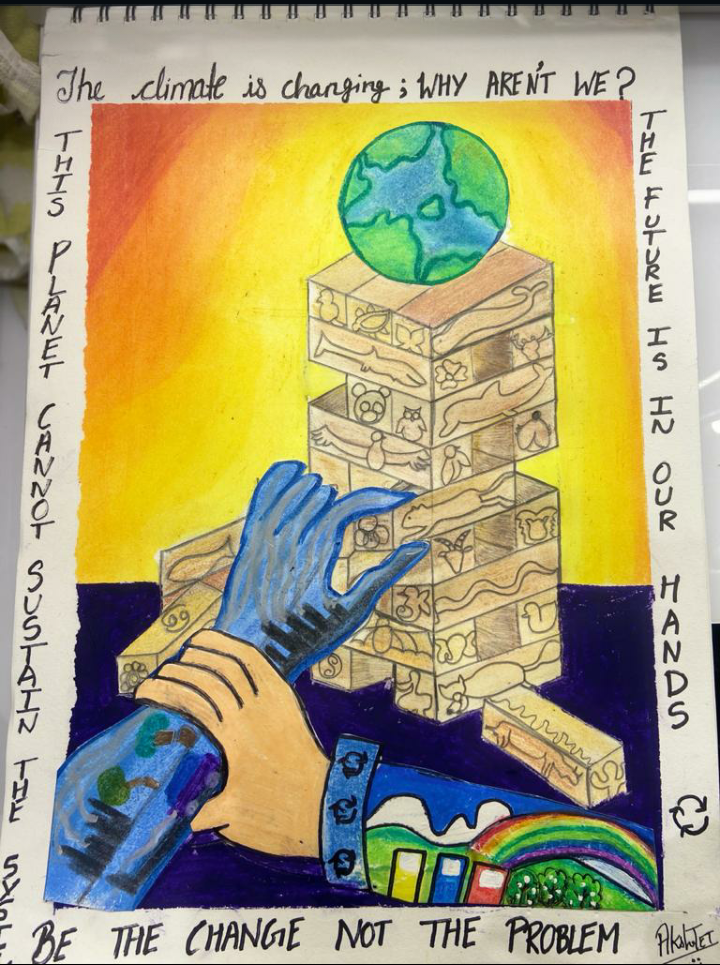 The climate is changing ; WHY AREN'T WE ?
THIS PLANET CANNOT SUSTAIN THE
THE FUTURE IS IN OUR HANDS
BE THE CHANGE NOT THE PROBLEM